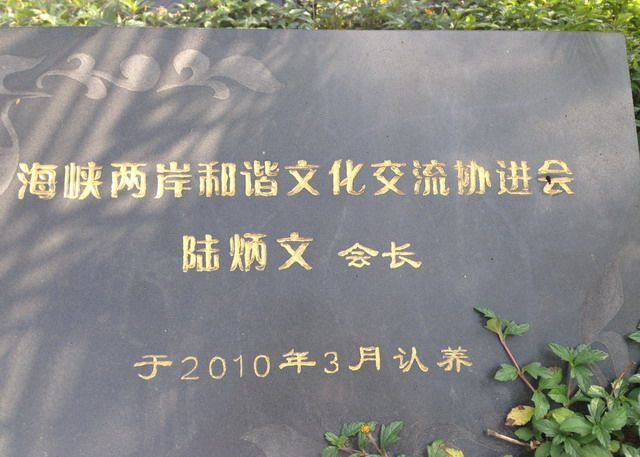 海峡两岸和谐文化交流协进会
陆炳文 会长
于2010年3月认养